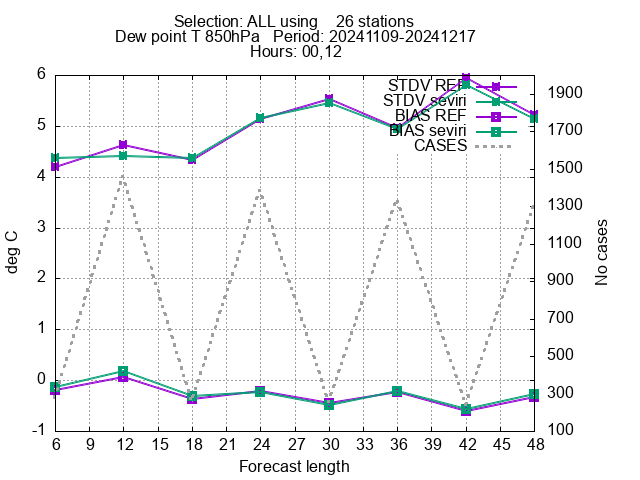 Selection: ALL using    26 stations
Dew point T 850hPa   Period: 20241109-20241217
Hours: 00,12
STDV REF
STDV seviri
BIAS REF
BIAS seviri
CASES
6
5
4
3
2
1
0
-1
deg C
1900
1700
1500
1300
1100
900
700
500
300
100
No cases
6 9 12 15 18 21 24 27 30 33 36 39 42 45 48
Forecast length